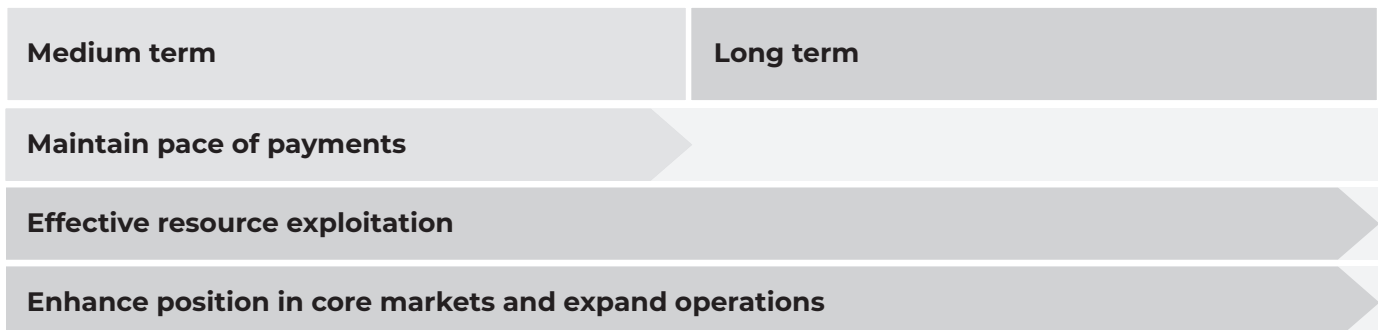 Medium term
Long term
Maintain pace of payments
Effective resource exploitation
Enhance position in core markets and expand operations